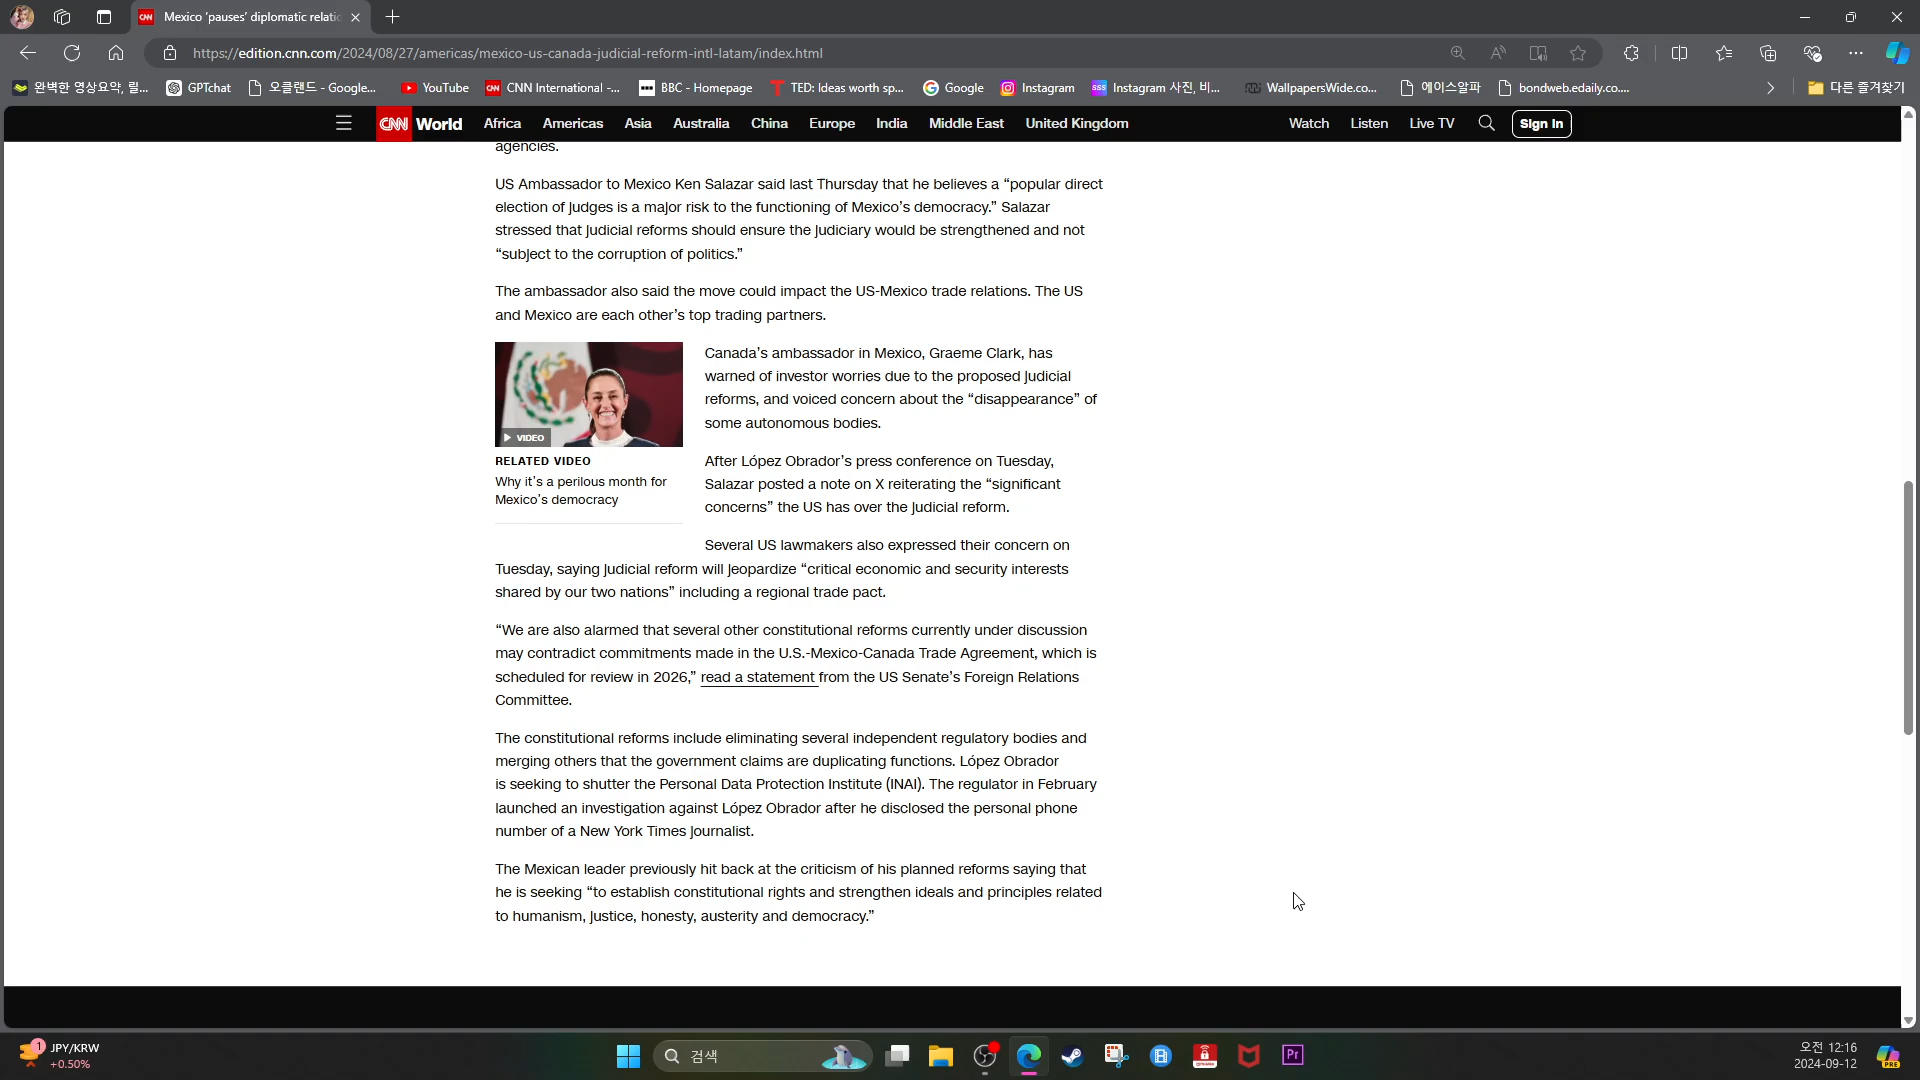 Mexico ‘pauses’ diplomatic relatio
https://edition.cnn.com/2024/08/27/americas/mexico-us-canada-judicial-reform-intl-latam/index.html
완벽한 영상요약, 릴...
GPTchat
오클랜드 - Google...
YouTube
CNN International -...
BBC - Homepage
TED: Ideas worth sp...
Google
Instagram
Instagram 사진, 비...
WallpapersWide.co...
에이스알파
bondweb.edaily.co....
다른 즐겨찾기
CNN World Africa Americas Asia Australia China Europe India Middle East United Kingdom Watch Listen Live TV Sign in
agencies.
US Ambassador to Mexico Ken Salazar said last Thursday that he believes a “popular direct
election of judges is a major risk to the functioning of Mexico’s democracy.” Salazar
stressed that judicial reforms should ensure the judiciary would be strengthened and not
“subject to the corruption of politics.”
The ambassador also said the move could impact the US-Mexico trade relations. The US
and Mexico are each other’s top trading partners.
VIDEO
RELATED VIDEO
Why it’s a perilous month for
Mexico’s democracy
Canada’s ambassador in Mexico, Graeme Clark, has
warned of investor worries due to the proposed judicial
reforms, and voiced concern about the “disappearance” of
some autonomous bodies.
After López Obrador’s press conference on Tuesday,
Salazar posted a note on X reiterating the “significant
concerns” the US has over the judicial reform.
Several US lawmakers also expressed their concern on
Tuesday, saying judicial reform will jeopardize “critical economic and security interests
shared by our two nations” including a regional trade pact.
“We are also alarmed that several other constitutional reforms currently under discussion
may contradict commitments made in the U.S.-Mexico-Canada Trade Agreement, which is
scheduled for review in 2026,” read a statement from the US Senate’s Foreign Relations
Committee.
The constitutional reforms include eliminating several independent regulatory bodies and
merging others that the government claims are duplicating functions. López Obrador
is seeking to shutter the Personal Data Protection Institute (INAI). The regulator in February
launched an investigation against López Obrador after he disclosed the personal phone
number of a New York Times journalist.
The Mexican leader previously hit back at the criticism of his planned reforms saying that
he is seeking “to establish constitutional rights and strengthen ideals and principles related
to humanism, justice, honesty, austerity and democracy.”
1
JPY/KRW
+0.50%
검색
Pr
오전 12:16
2024-09-12
PRE